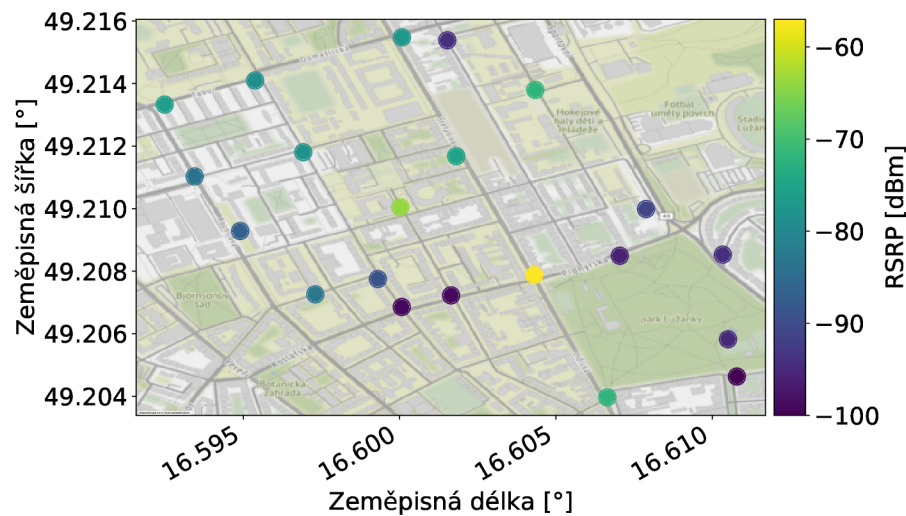 49.216
49.214
49.212
49.210
49.208
49.206
49.204
Zeměpisná šířka [°]
Domažlická
Hokejové
haly dětí a
mládeže
Fotbal
umělý povrch
Björnsonův
sad
park Lužánky
Kounicova
Botanická
zahrada
16.595
16.600
16.605
16.610
Zeměpisná délka [°]
−60
−70
−80
−90
−100
RSRP [dBm]